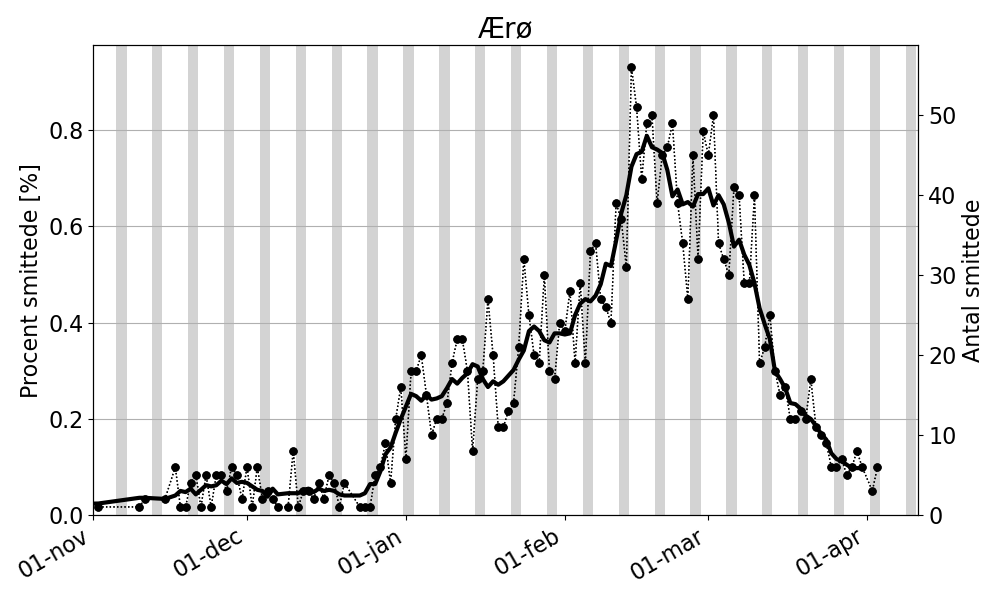 Ærø
Procent smittede [%]
0.8
0.6
0.4
0.2
0.0
50
40
30
20
10
0
Antal smittede
01-nov
01-dec
01-jan
01-feb
01-mar
01-apr